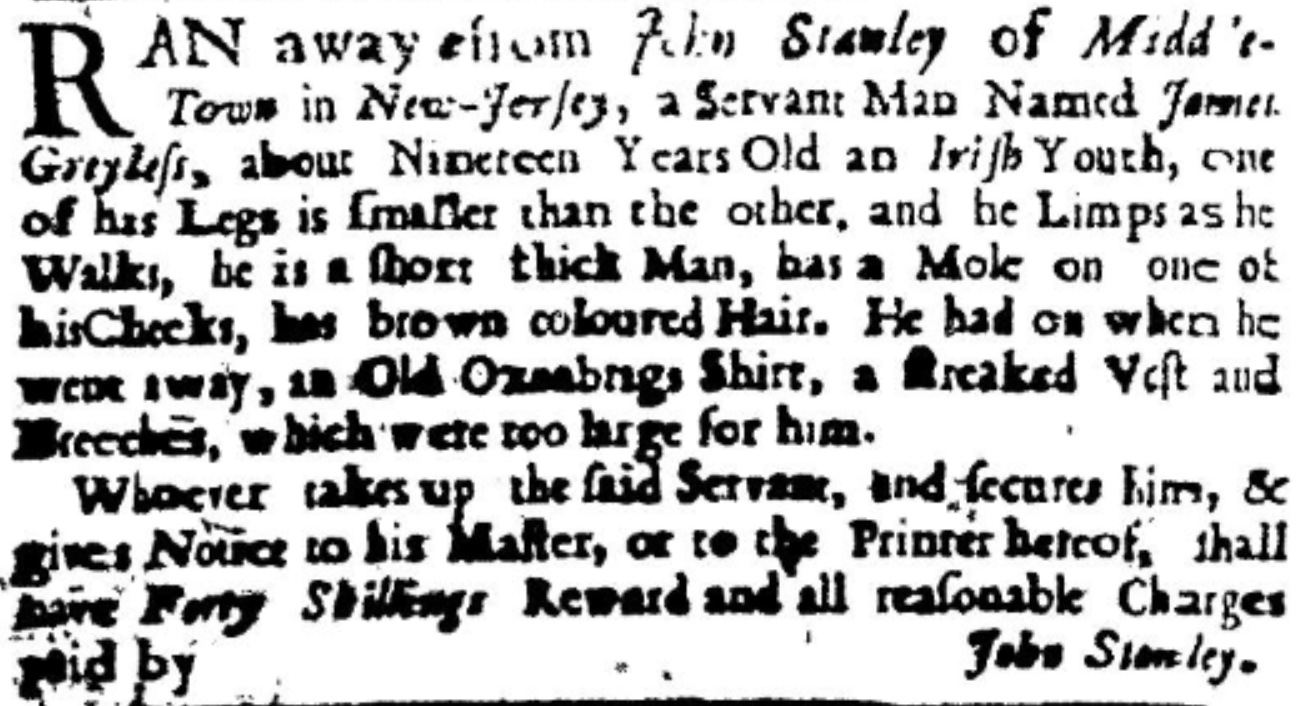 RAN away from John Stanley of Midd'e-
Town in New-Jerſey, a Servant Man Named James
Greyleſs, about Nineteen Years Old an Iriſh Youth, one
of his Legs is ſmaller than the other, and he Limps as he
Walks, he is a ſhort thick Man, has a Mole on one of
hisCheeks, has brown coloured Hair. He had on when he
went away, an Old Oznabrigs Shirt, a ſtreaked Veſt and
Breeches, which were too large for him.
Whoever takes up the ſaid Servant, and ſecures him, &
gives Notice to his Maſter, or to the Printer hereof, ſhall
have Forty Shillings Reward and all reaſonable Charges
paid by
John Stanley.